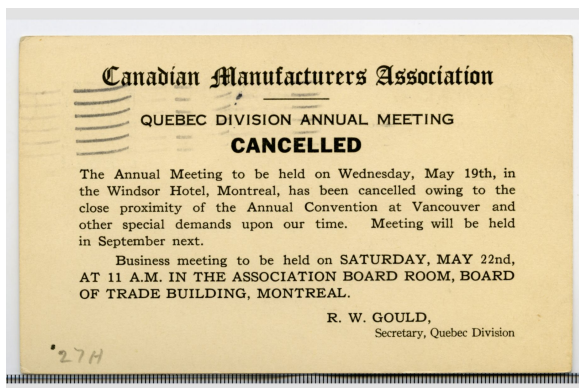 Canadian Manufacturers Association
QUEBEC DIVISION ANNUAL MEETING
CANCELLED
The Annual Meeting to be held on Wednesday, May 19th, in
the Windsor Hotel, Montreal, has been cancelled owing to the
close proximity of the Annual Convention at Vancouver and
other special demands upon our time. Meeting will be held
in September next.
Business meeting to be held on SATURDAY, MAY 22nd,
AT 11 A.M. IN THE ASSOCIATION BOARD ROOM, BOARD
OF TRADE BUILDING, MONTREAL.
R. W. GOULD,
Secretary, Quebec Division
27H